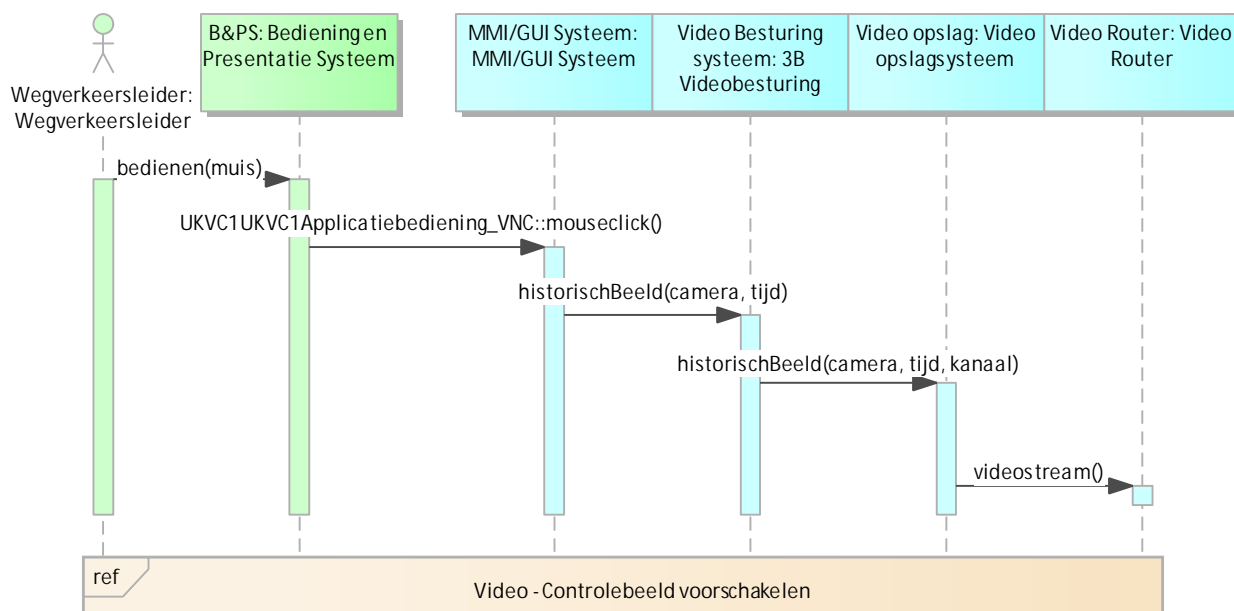 Wegverkeersleider:
Wegverkeersleider
B&PS: Bediening en
Presentatie Systeem
MMI/GUI Systeem:
MMI/GUI Systeem
Video Besturing
systeem: 3B
Videobesturing
Video opslag: Video
opslagsysteem
Video Router: Video
Router
bedienen(muis)
UKVC1UKVC1Applicatiebediening_VNC::mouseclick()
historischBeeld(camera, tijd)
historischBeeld(camera, tijd, kanaal)
videostream()
ref
Video - Controlebeeld voorschakelen